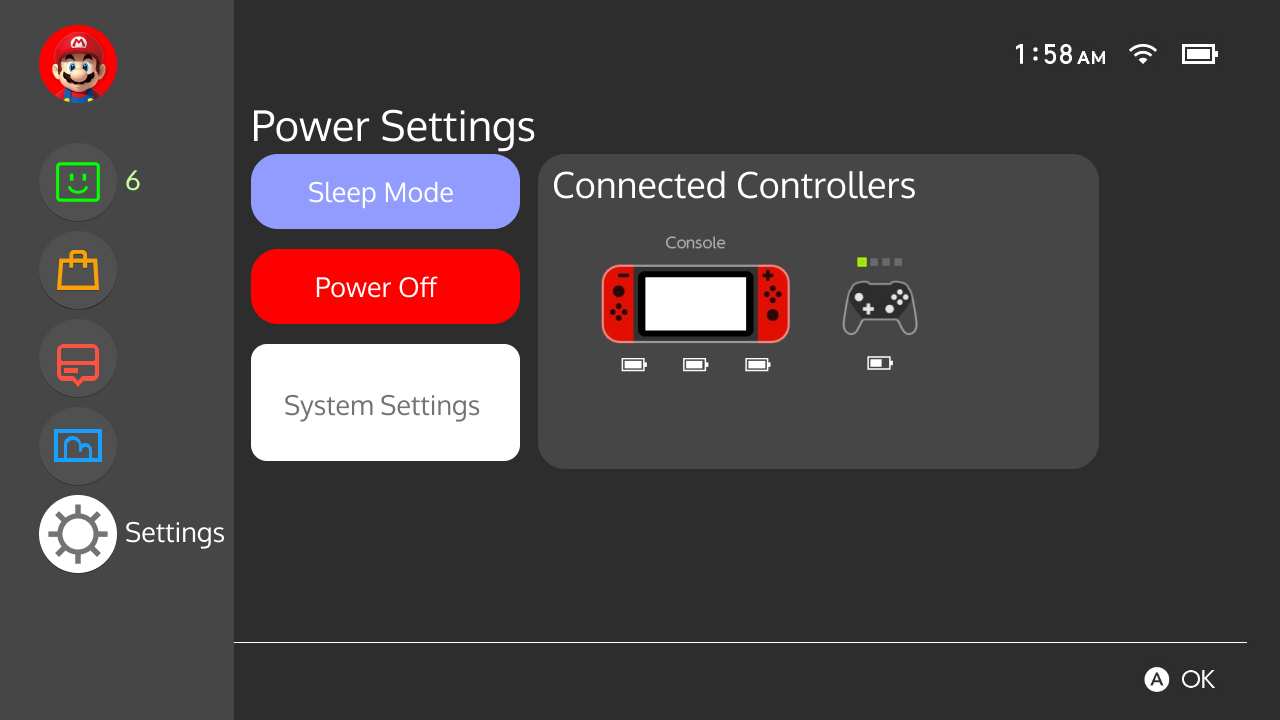 1:58 AM
6
Settings
Power Settings
Sleep Mode
Power Off
System Settings
Connected Controllers
Console
A OK